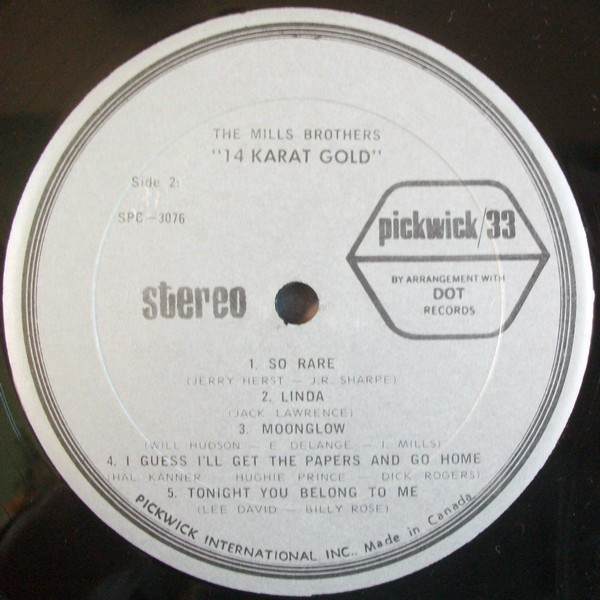 THE MILLS BROTHERS
"14 KARAT GOLD"
Side 2:
SPC-3076
pickwick/33
BY ARRANGEMENT WITH
DOT
RECORDS
stereo
1. SO RARE
(JERRY HERST - J.R. SHARPE)
2. LINDA
(JACK LAWRENCE)
3. MOONGLOW
(WILL HUDSON - E. DELANGE - I. MILLS)
4. I GUESS I'LL GET THE PAPERS AND GO HOME
(HAL KANNER - HUGHIE PRINCE - DICK ROGERS)
5. TONIGHT YOU BELONG TO ME
(LEE DAVID - BILLY ROSE)
PICKWICK INTERNATIONAL INC.. Made in Canada